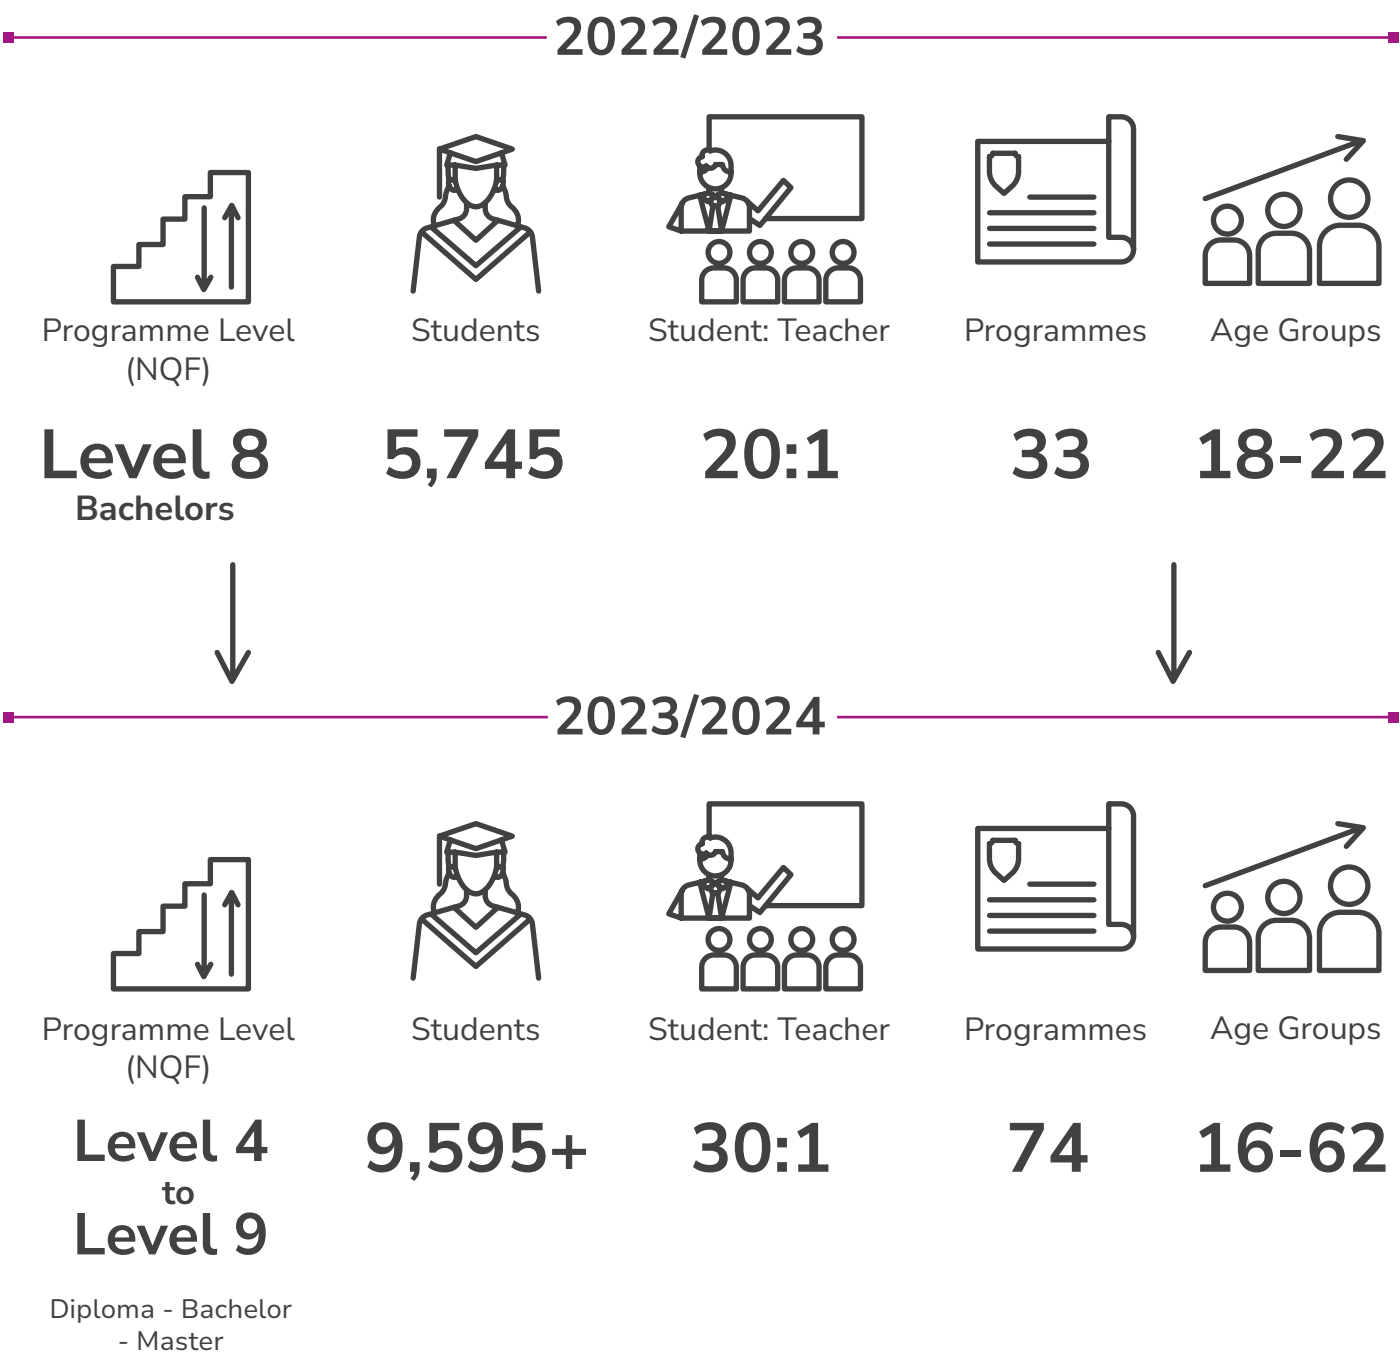 2022/2023
Programme Level
(NQF)
Students
Student: Teacher
Programmes
Age Groups
Level 8
Bachelors
5,745
20:1
33
18-22
2023/2024
Programme Level
(NQF)
Students
Student: Teacher
Programmes
Age Groups
Level 4
to
Level 9
Diploma - Bachelor
- Master
9,595+
30:1
74
16-62